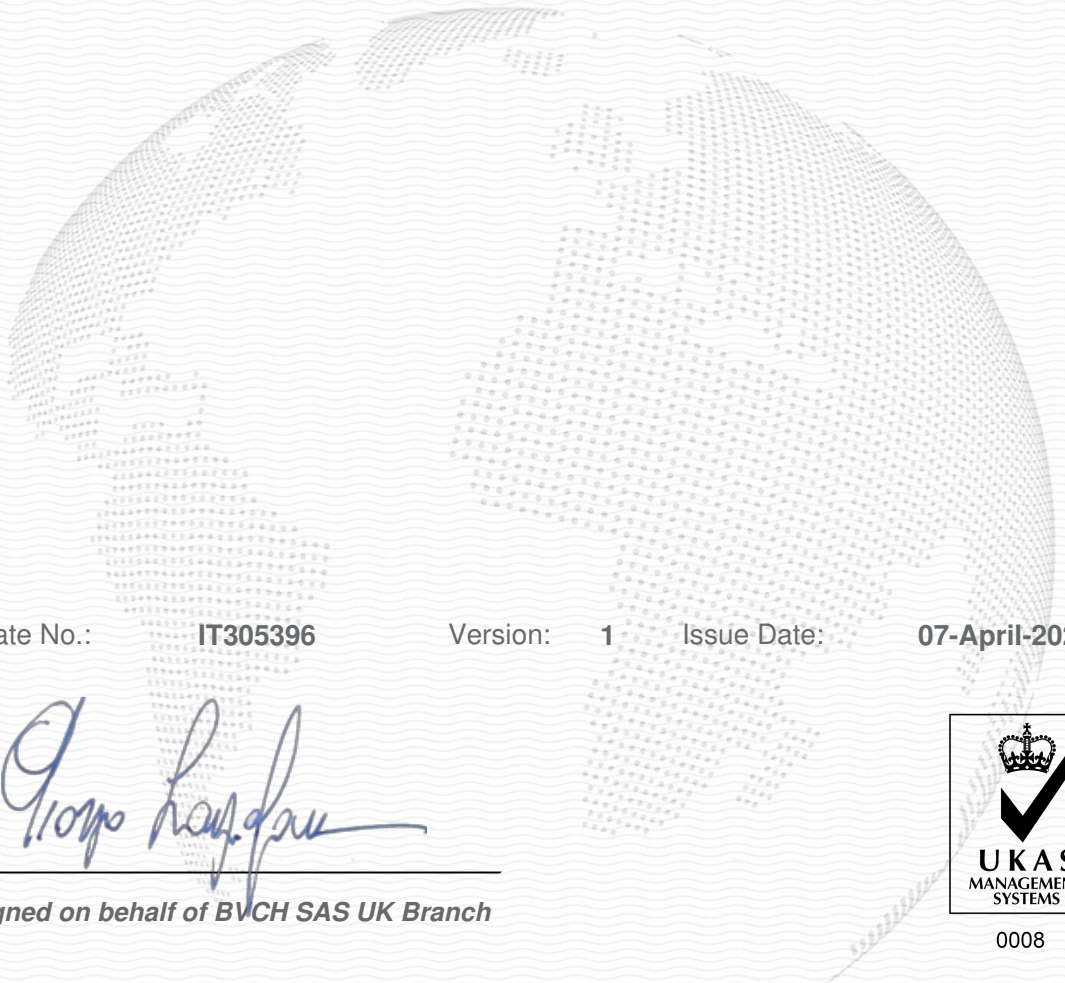 ate No.: IT305396 Version: 1 Issue Date: 07-April-202
gned on behalf of BVCH SAS UK Branch
UKAS
MANAGEMEN
SYSTEMS
0008